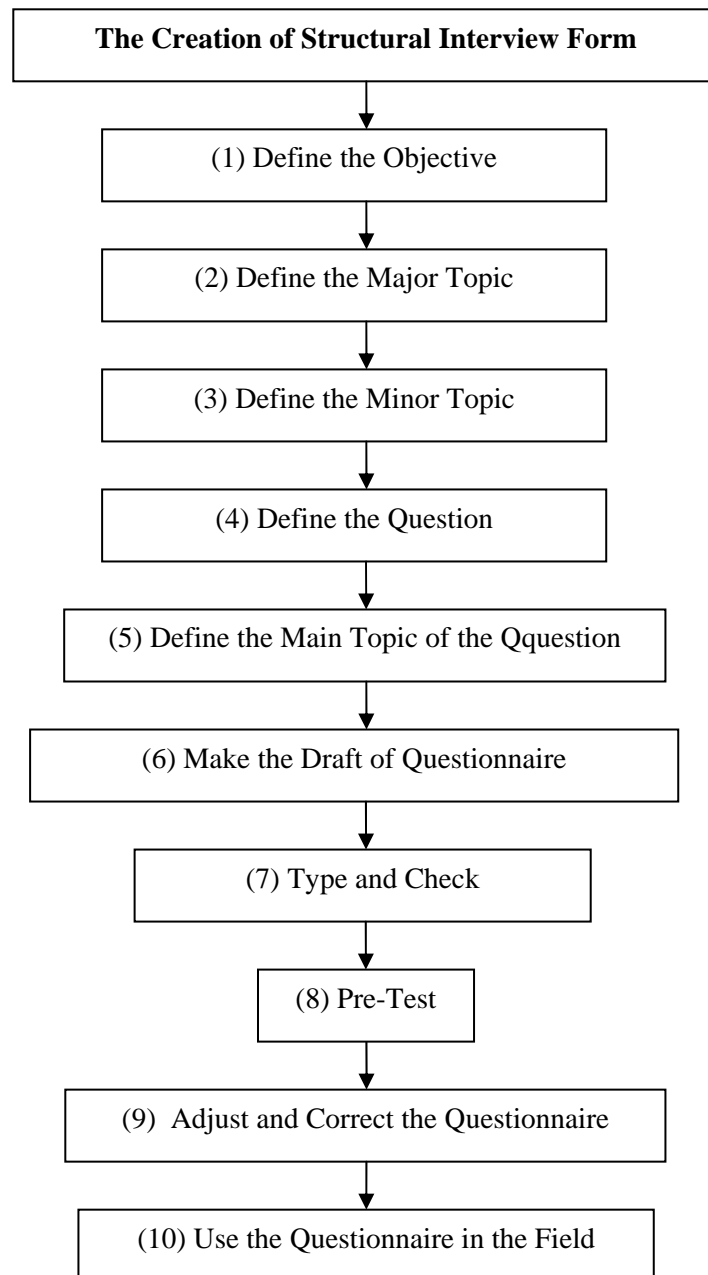 The Creation of Structural Interview Form
(1) Define the Objective
(2) Define the Major Topic
(3) Define the Minor Topic
(4) Define the Question
(5) Define the Main Topic of the Qquestion
(6) Make the Draft of Questionnaire
(7) Type and Check
(8) Pre-Test
(9)  Adjust and Correct the Questionnaire
(10) Use the Questionnaire in the Field